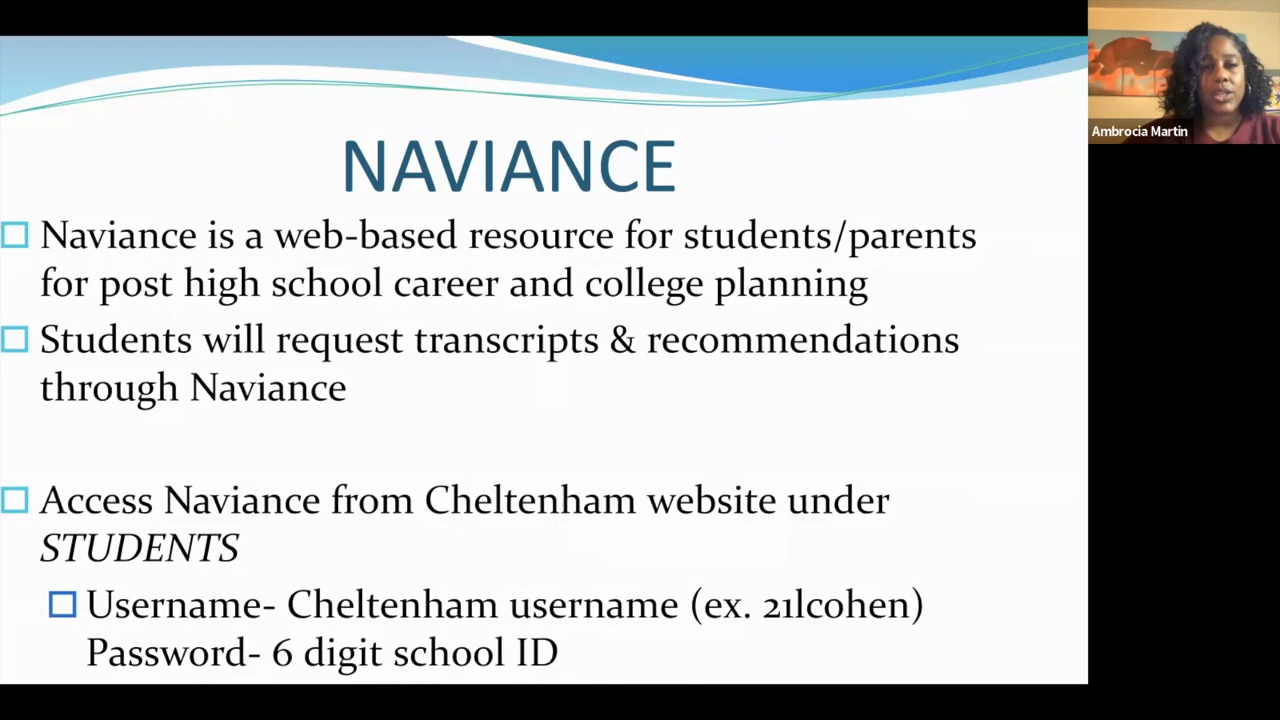 NAVIANCE
Naviance is a web-based resource for students/parents
for post high school career and college planning
Students will request transcripts & recommendations
through Naviance
Access Naviance from Cheltenham website under
STUDENTS
Username- Cheltenham username (ex. 21lcohen)
Password- 6 digit school ID
Ambrocia Martin